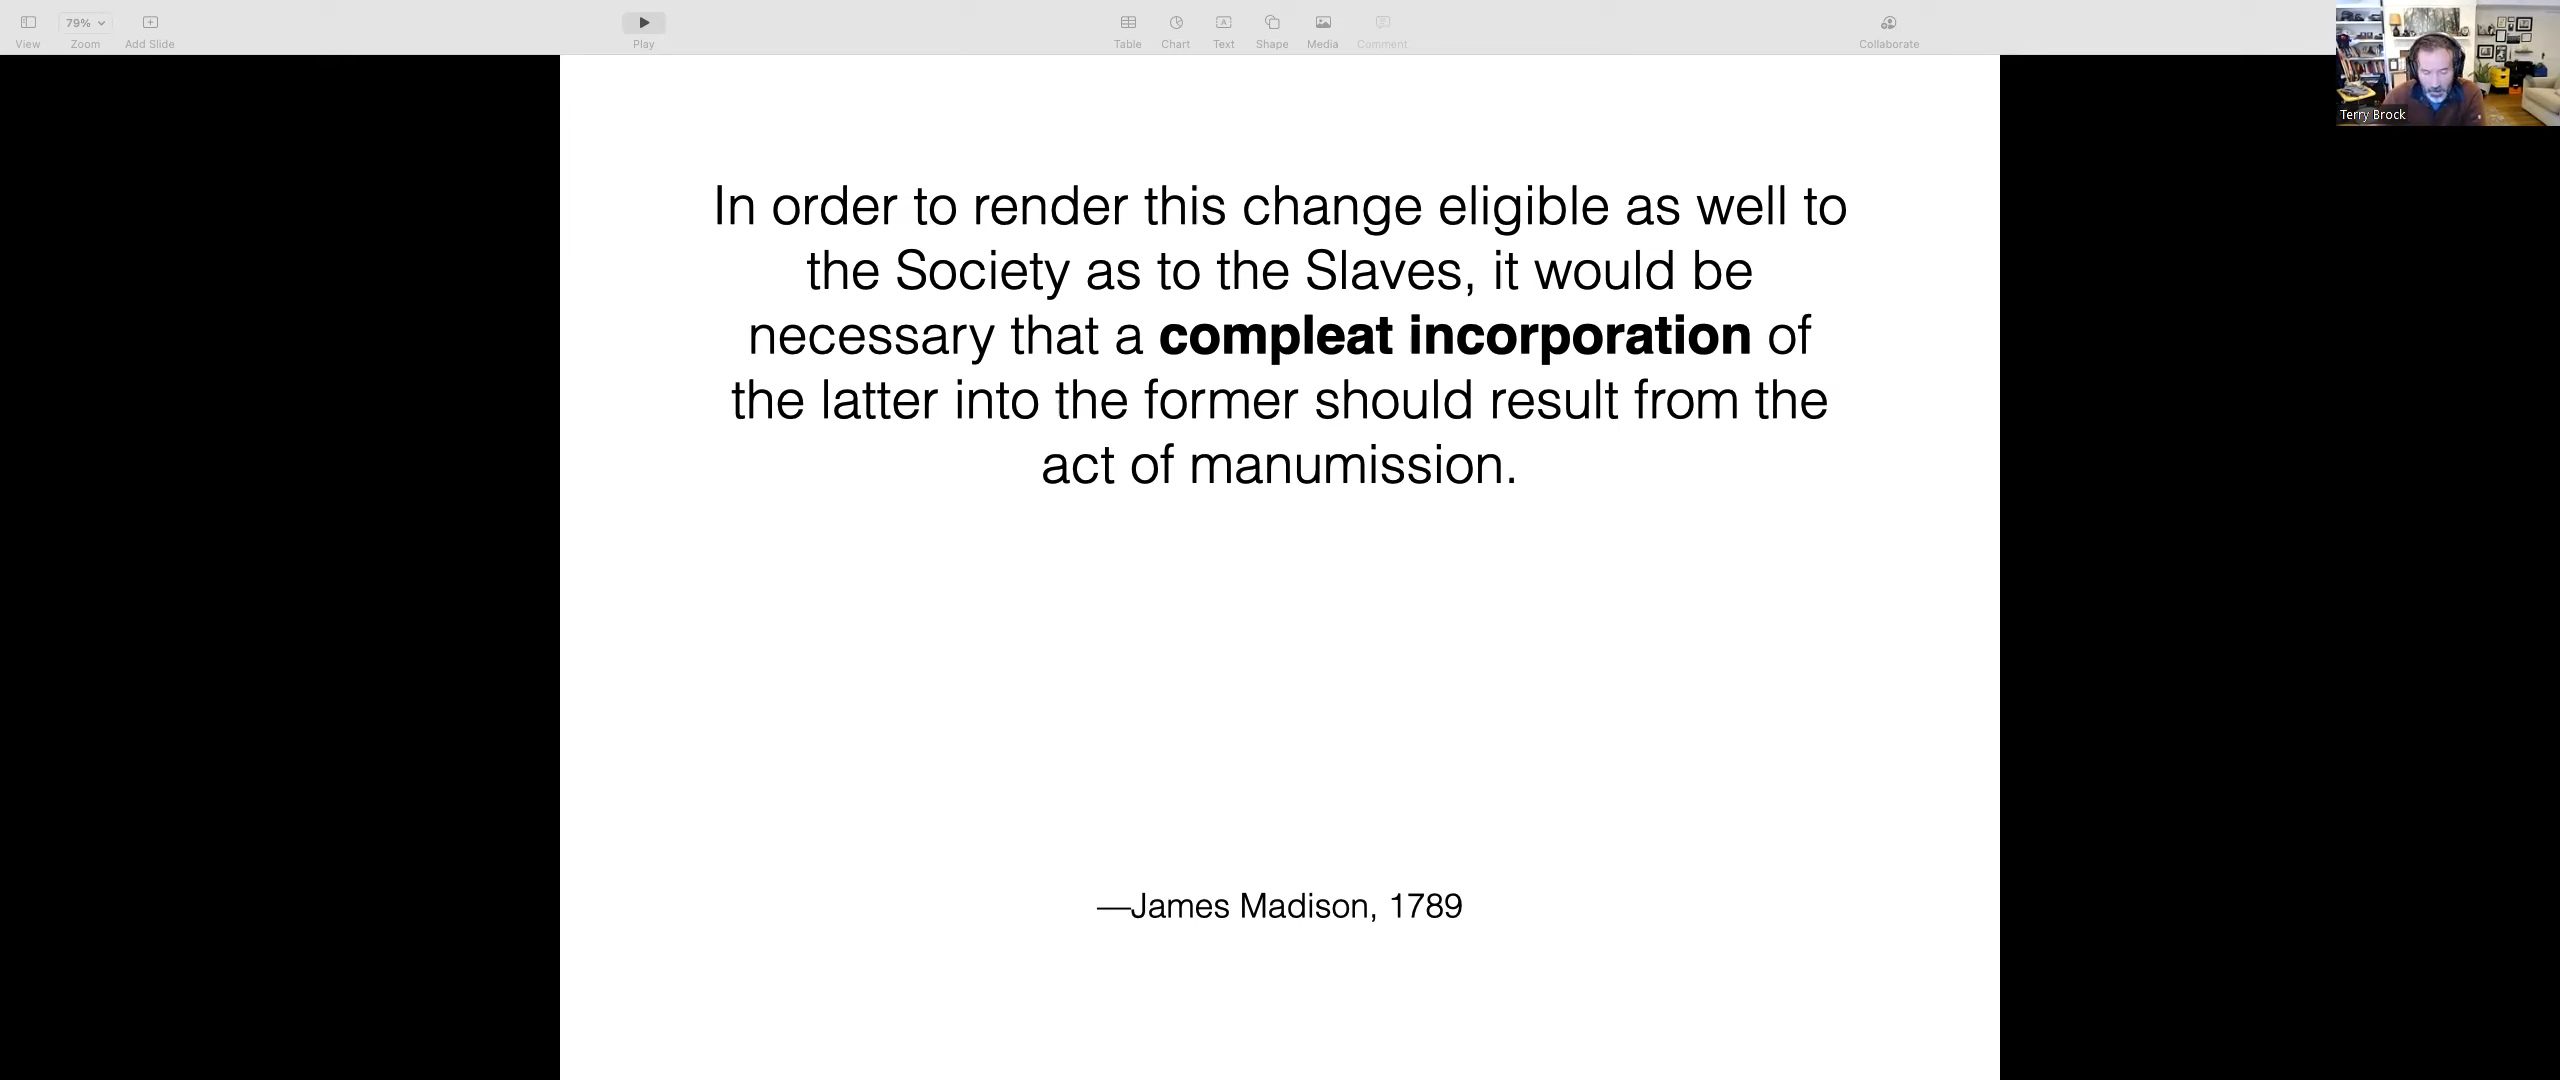 79%
View
Zoom
Add Slide
Play
Table
Chart
Text
Shape
Media
Comment
Collaborate
Terry Brock
In order to render this change eligible as well to
the Society as to the Slaves, it would be
necessary that a compleat incorporation of
the latter into the former should result from the
act of manumission.
—James Madison, 1789